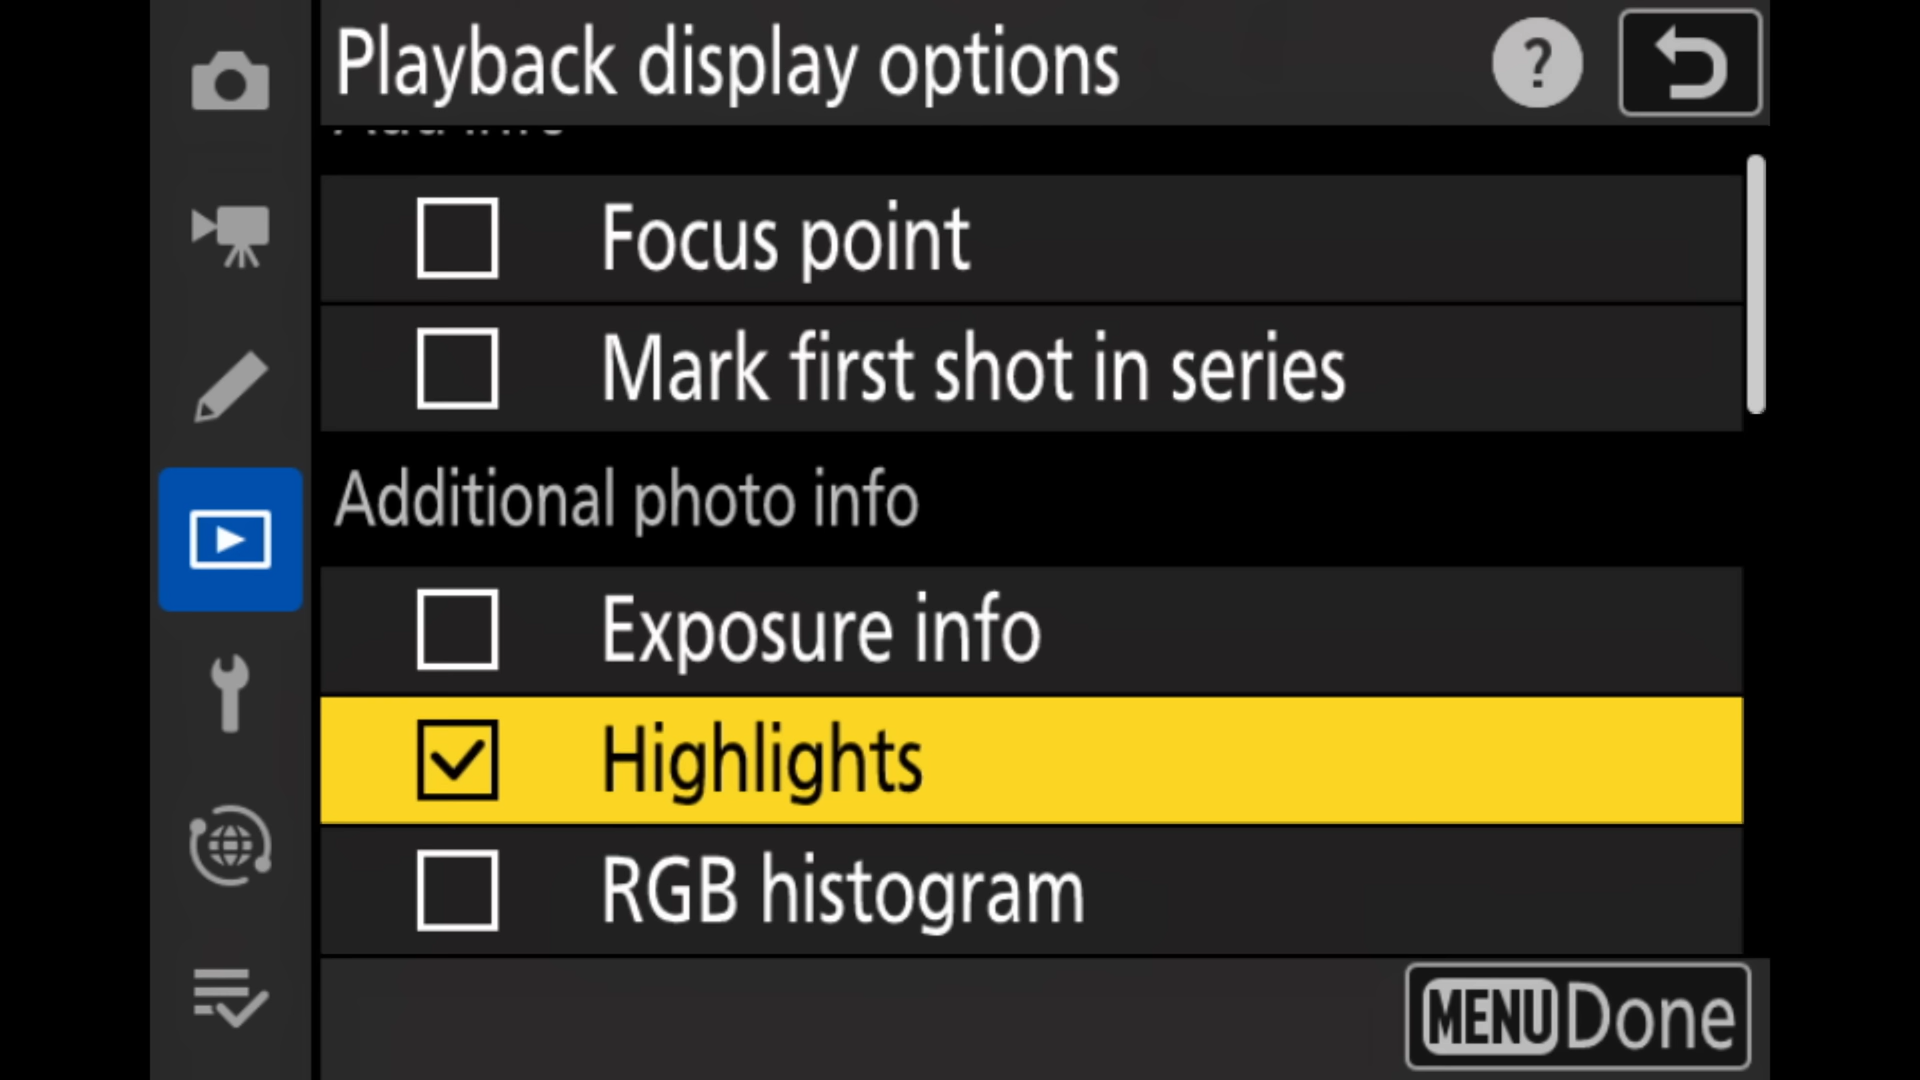 Playback display options
?
Focus point
Mark first shot in series
Additional photo info
Exposure info
Highlights
RGB histogram
MENU Done